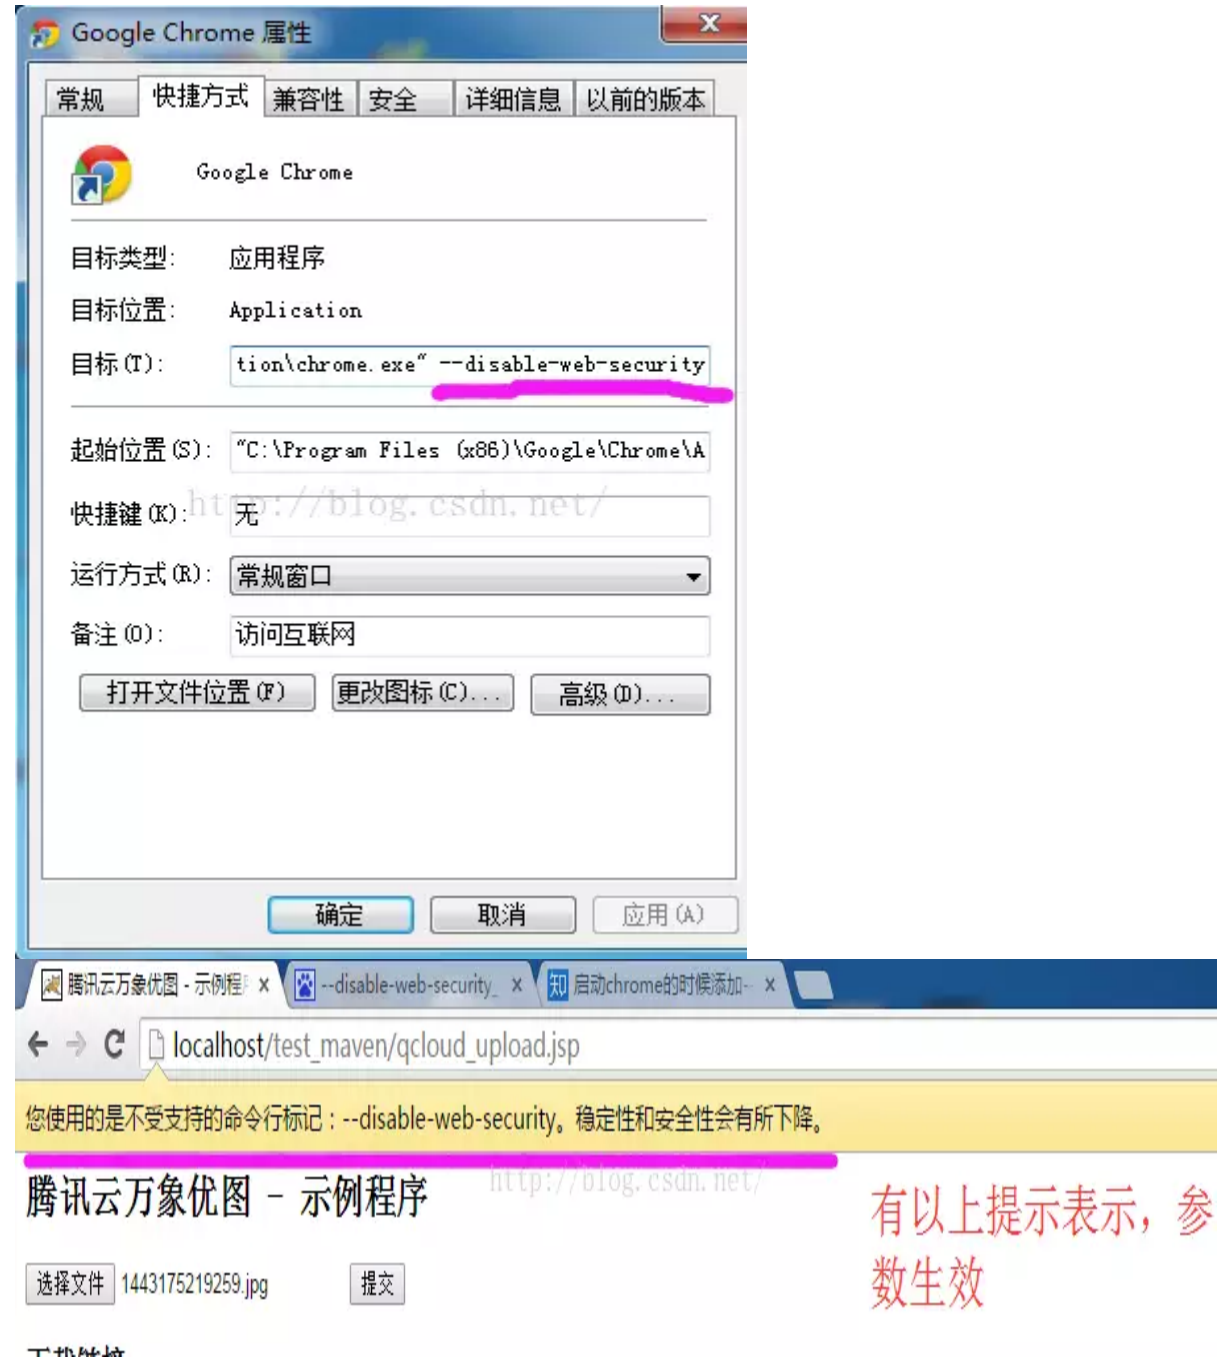 Google Chrome 属性
常规 快捷方式 兼容性 安全 详细信息 以前的版本
Google Chrome
目标类型: 应用程序
目标位置: Application
目标(T): tion\chrome.exe" --disable-web-security
起始位置(S): "C:\Program Files (x86)\Google\Chrome\A
http://blog.csdn.net/
快捷键(K): 无
运行方式(R): 常规窗口
备注(O): 访问互联网
打开文件位置(F) 更改图标(C)... 高级(D)...
确定 取消 应用(A)
腾讯云万象优图 - 示例程 --disable-web-security_ 知 启动chrome的时候添加--
localhost/test_maven/qcloud_upload.jsp
您使用的是不受支持的命令行标记：--disable-web-security。稳定性和安全性会有所下降。
http://blog.csdn.net/
腾讯云万象优图 - 示例程序
有以上提示表示，参
数生效
选择文件 1443175219259.jpg 提交
下载链接